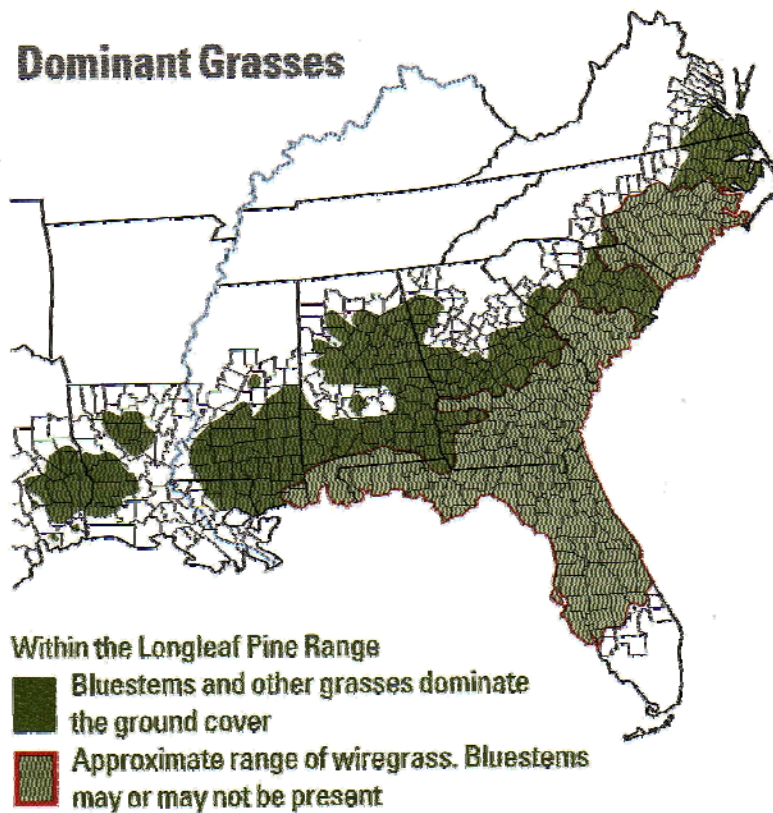 Dominant Grasses
Within the Longleaf Pine Range
Bluestems and other grasses dominate
the ground cover
Approximate range of wiregrass. Bluestems
may or may not be present